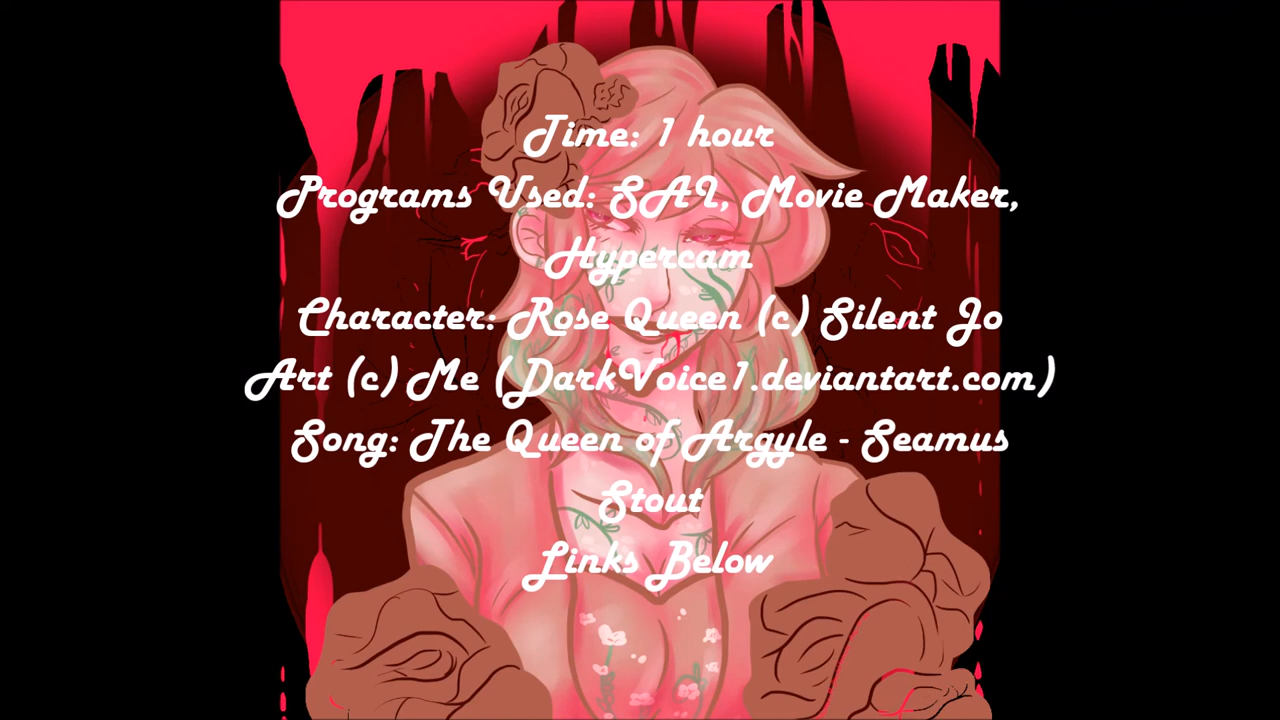 Time: 1 hour
Programs Used: SAI, Movie Maker,
Hypercam
Character: Rose Queen (c) Silent Jo
Art (c) Me (DarkVoice1.deviantart.com)
Song: The Queen of Argyle - Seamus
Stout
Links Below